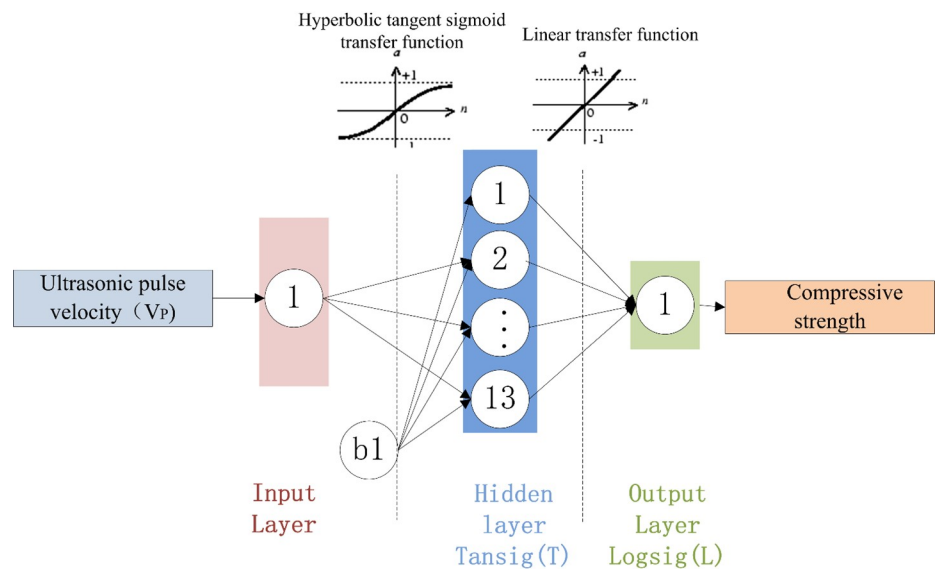 Hyperbolic tangent sigmoid
transfer function
Linear transfer function
a
+1
n
0
a
+1
n
0
-1
1
2
⋮
13
1
1
b1
Ultrasonic pulse
velocity（VP)
Compressive
strength
Input
Layer
Hidden
layer
Tansig(T)
Output
Layer
Logsig(L)